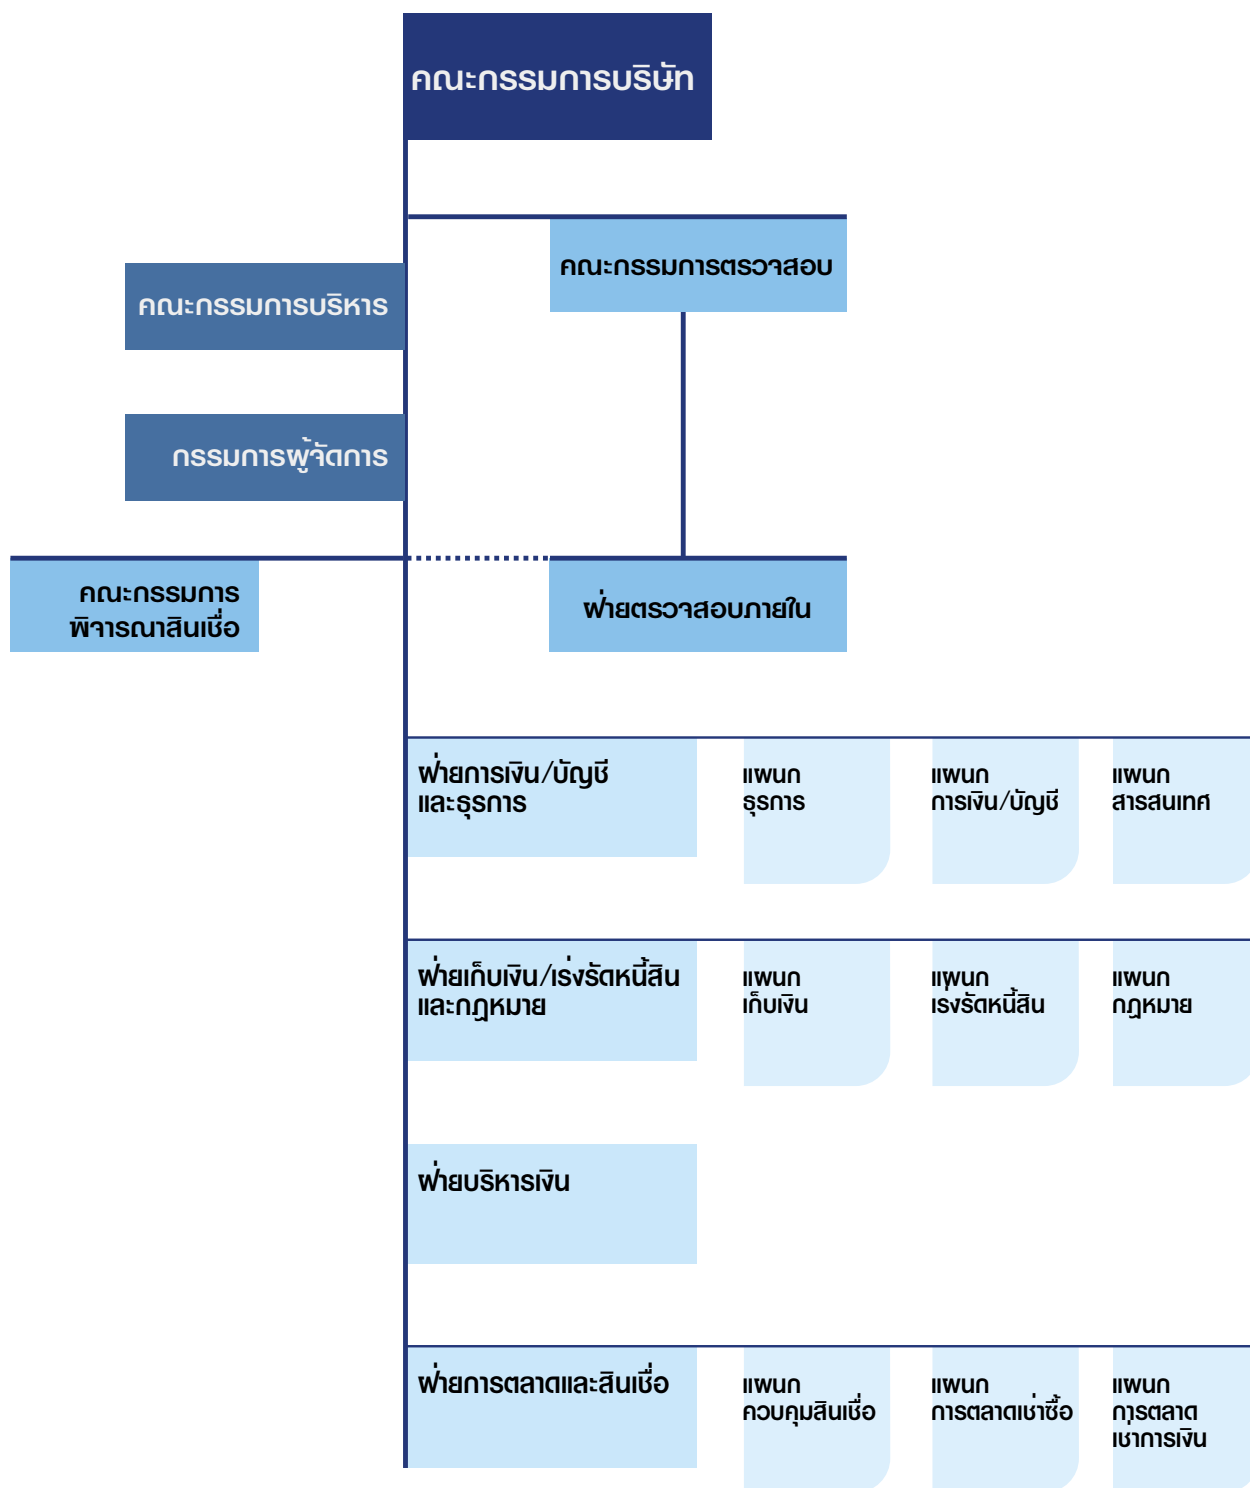 คณะกรรมการบริษัท
คณะกรรมการตรวจสอบ
คณะกรรมการบริหาร
กรรมการผู้จัดการ
คณะกรรมการ
พิจารณาสินเชื่อ
ฝ่ายตรวจสอบภายใน
ฝ่ายการเงิน/บัญชี
และธุรการ
แผนก
ธุรการ
แผนก
การเงิน/บัญชี
แผนก
สารสนเทศ
ฝ่ายเก็บเงิน/เร่งรัดหนี้สิน
และกฎหมาย
แผนก
เก็บเงิน
แผนก
เร่งรัดหนี้สิน
แผนก
กฎหมาย
ฝ่ายบริหารเงิน
ฝ่ายการตลาดและสินเชื่อ
แผนก
ควบคุมสินเชื่อ
แผนก
การตลาดเช่าซื้อ
แผนก
การตลาด
เช่าการเงิน